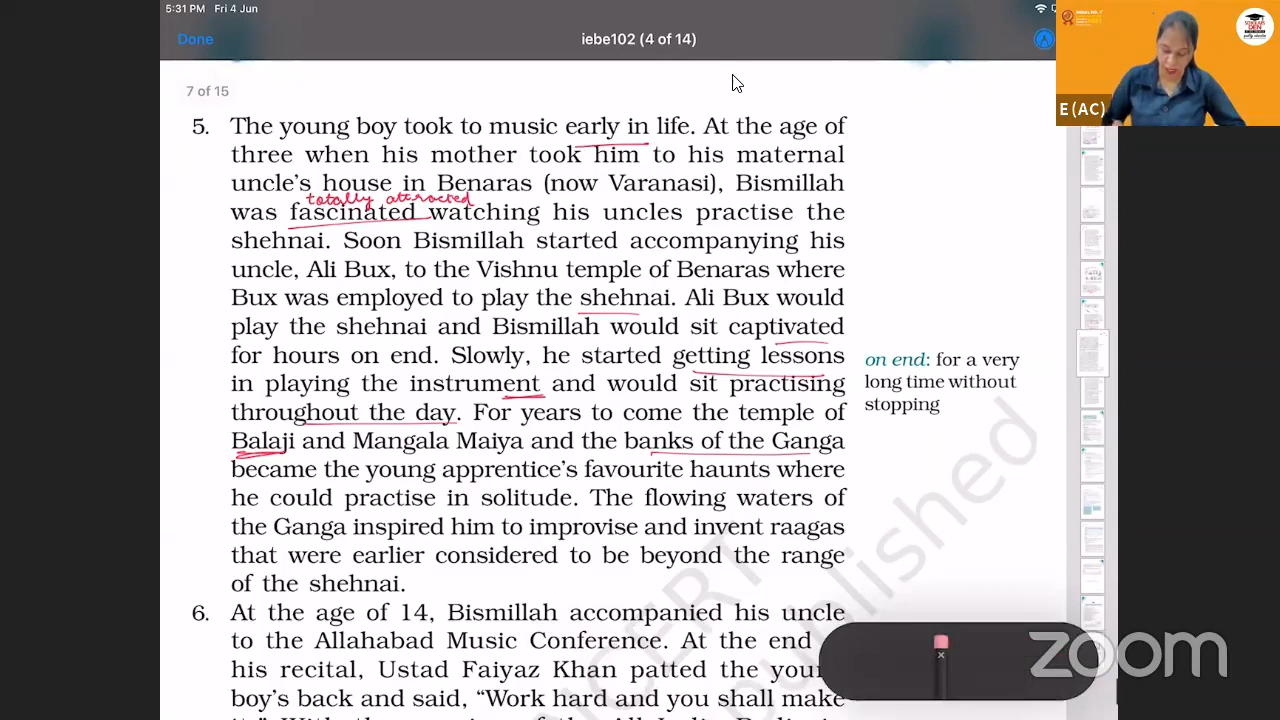 5:31 PM Fri 4 Jun
Done
iebe102 (4 of 14)
SCHOLARS
DEN
E (AC)
7 of 15
5. The young boy took to music early in life. At the age of
three when his mother took him to his maternal
uncle's house in Benaras (now Varanasi), Bismillah
totally attracted
was fascinated watching his uncles practise the
shehnai. Soon Bismillah started accompanying his
uncle, Ali Bux, to the Vishnu temple of Benaras where
Bux was employed to play the shehnai. Ali Bux would
play the shehnai and Bismillah would sit captivated
for hours on end. Slowly, he started getting lessons
in playing the instrument and would sit practising
throughout the day. For years to come the temple of
Balaji and Mangala Maiya and the banks of the Ganga
became the young apprentice's favourite haunts where
he could practise in solitude. The flowing waters of
the Ganga inspired him to improvise and invent raagas
that were earlier considered to be beyond the range
of the shehnai.
on end: for a very
long time without
stopping
6. At the age of 14, Bismillah accompanied his uncle
to the Allahabad Music Conference. At the end
his recital, Ustad Faiyaz Khan patted the young
boy's back and said, “Work hard and you shall make
NCERT
published
zoom